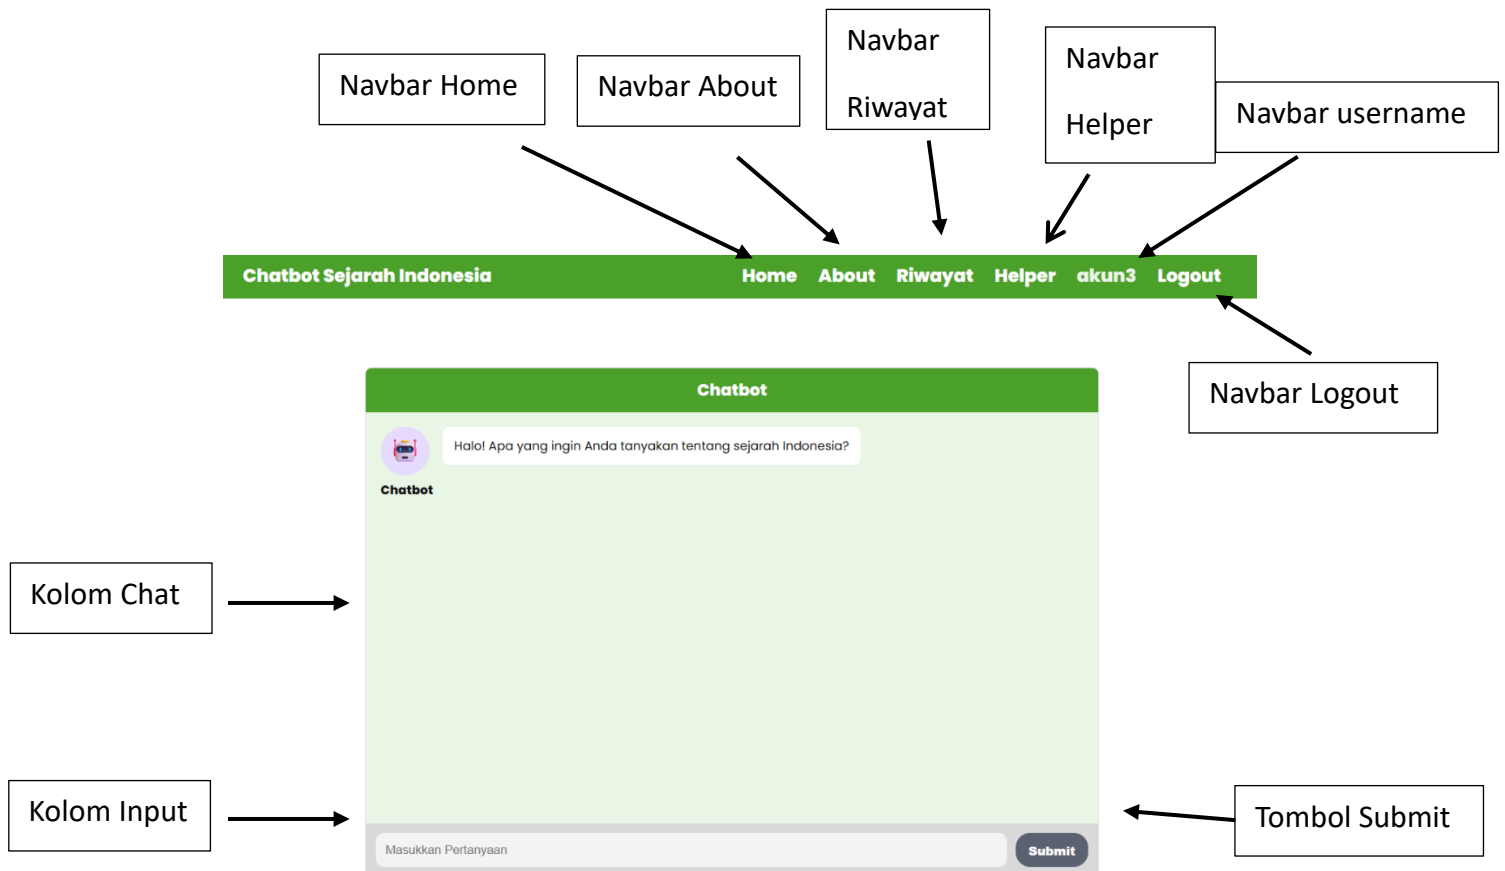 Navbar
Riwayat
Navbar
Helper
Navbar Home
Navbar About
Navbar username
Chatbot Sejarah Indonesia
Home About Riwayat Helper akun3 Logout
Navbar Logout
Chatbot
Halo! Apa yang ingin Anda tanyakan tentang sejarah Indonesia?
Chatbot
Kolom Chat
Kolom Input
Tombol Submit
Masukkan Pertanyaan
Submit